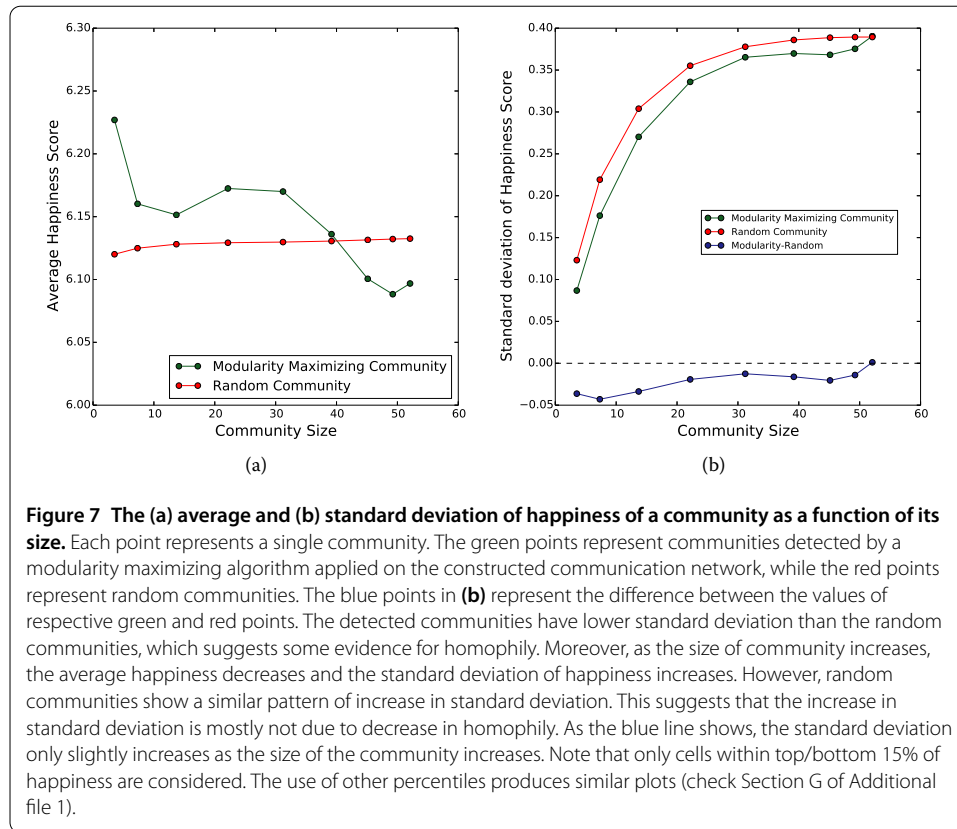 6.30
6.25
6.20
6.15
6.10
6.05
6.00
Average Happiness Score
0 10 20 30 40 50 60
Community Size
Modularity Maximizing Community
Random Community
(a)
0.40
0.35
0.30
0.25
0.20
0.15
0.10
0.05
0.00
−0.05
Standard deviation of Happiness Score
0 10 20 30 40 50 60
Community Size
Modularity Maximizing Community
Random Community
Modularity-Random
(b)
Figure 7 The (a) average and (b) standard deviation of happiness of a community as a function of its
size. Each point represents a single community. The green points represent communities detected by a
modularity maximizing algorithm applied on the constructed communication network, while the red points
represent random communities. The blue points in (b) represent the difference between the values of
respective green and red points. The detected communities have lower standard deviation than the random
communities, which suggests some evidence for homophily. Moreover, as the size of community increases,
the average happiness decreases and the standard deviation of happiness increases. However, random
communities show a similar pattern of increase in standard deviation. This suggests that the increase in
standard deviation is mostly not due to decrease in homophily. As the blue line shows, the standard deviation
only slightly increases as the size of the community increases. Note that only cells within top/bottom 15% of
happiness are considered. The use of other percentiles produces similar plots (check Section G of Additional
file 1).